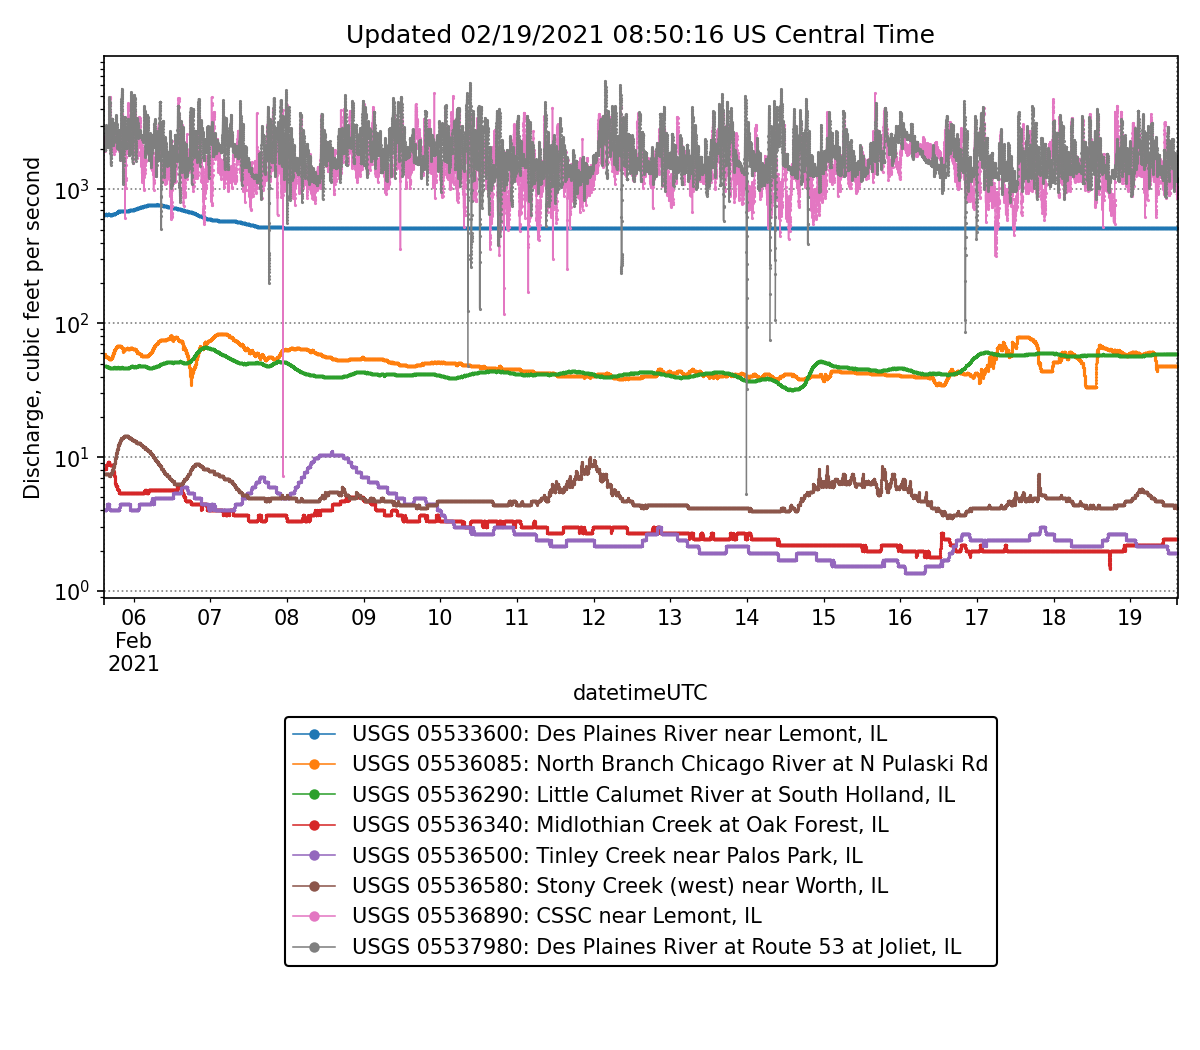 Updated 02/19/2021 08:50:16 US Central Time
Discharge, cubic feet per second
10³
10²
10¹
10⁰
06 07 08 09 10 11 12 13 14 15 16 17 18 19
Feb
2021
datetimeUTC
USGS 05533600: Des Plaines River near Lemont, IL
USGS 05536085: North Branch Chicago River at N Pulaski Rd
USGS 05536290: Little Calumet River at South Holland, IL
USGS 05536340: Midlothian Creek at Oak Forest, IL
USGS 05536500: Tinley Creek near Palos Park, IL
USGS 05536580: Stony Creek (west) near Worth, IL
USGS 05536890: CSSC near Lemont, IL
USGS 05537980: Des Plaines River at Route 53 at Joliet, IL